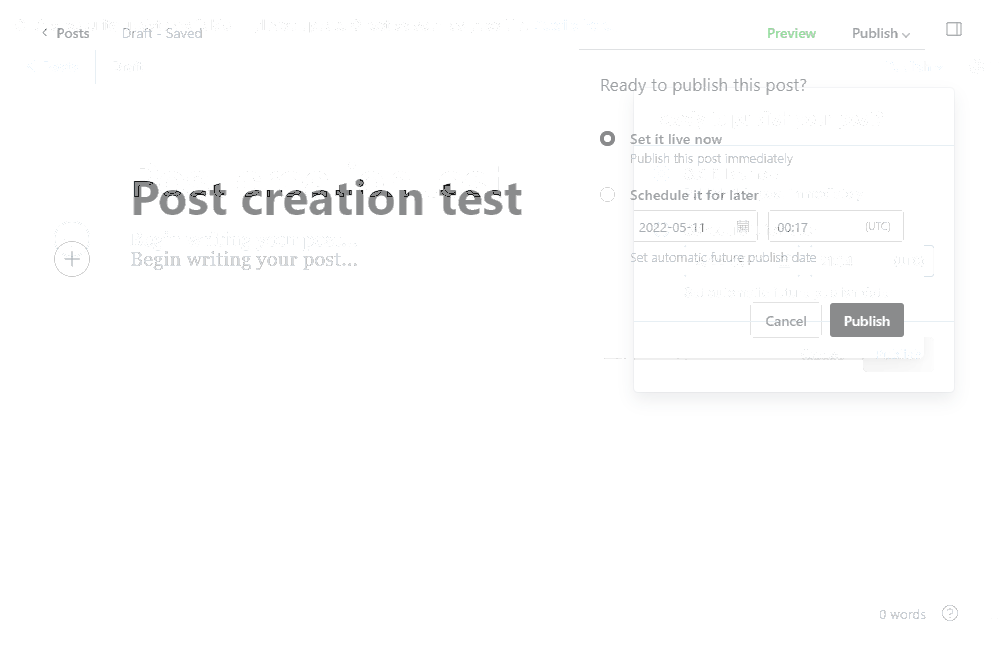 Posts
Draft - Saved
Preview
Publish
Ready to publish this post?
Set it live now
Publish this post immediately
Schedule it for later
2022-05-11
00:17
(UTC)
Set automatic future publish date
Cancel
Publish
Post creation test
Begin writing your post...
0 words